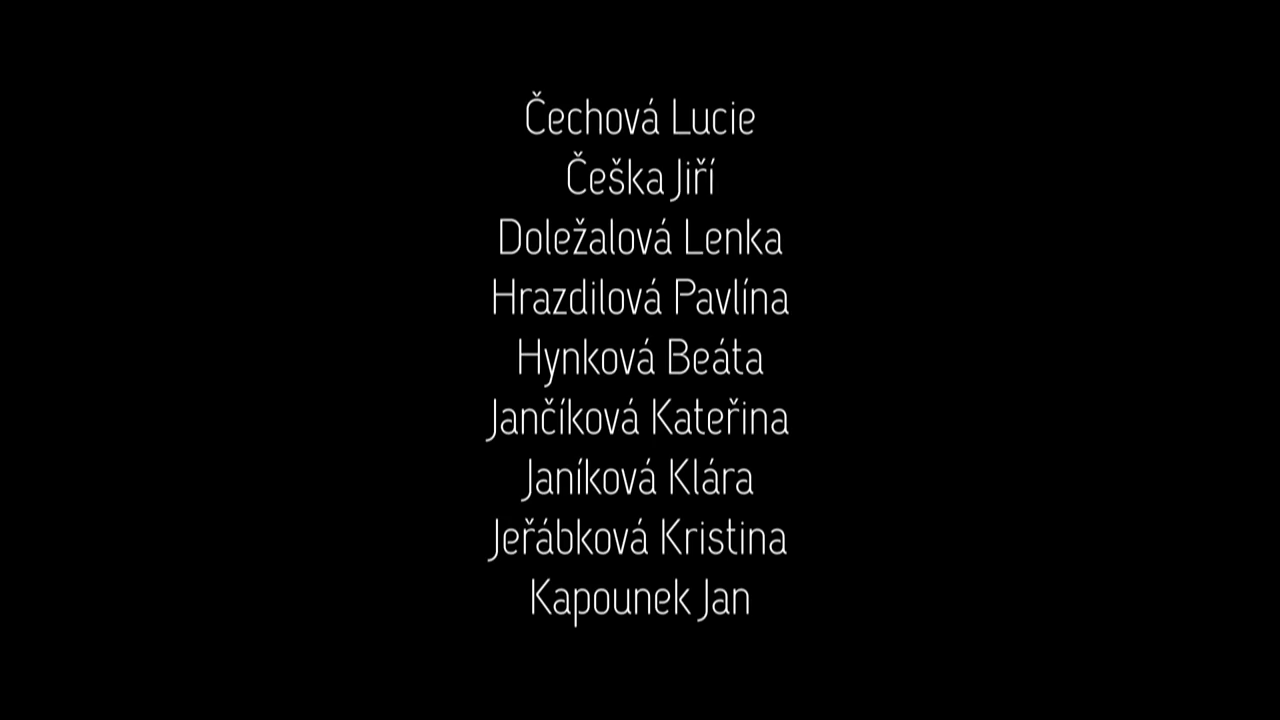 Čechová Lucie
Češka Jiří
Doležalová Lenka
Hrazdilová Pavlína
Hynková Beáta
Jančíková Kateřina
Janíková Klára
Jeřábková Kristina
Kapounek Jan